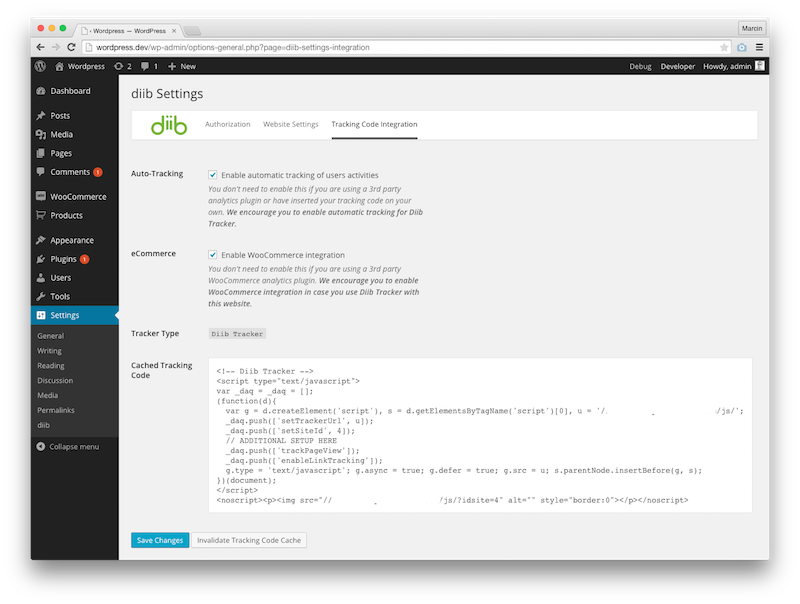 Wordpress — WordPress
Marcin
wordpress.dev/wp-admin/options-general.php?page=diib-settings-integration
Wordpress 2 1 + New
Debug Developer Howdy, admin
Dashboard
Posts
Media
Pages
Comments 1
WooCommerce
Products
Appearance
Plugins 1
Users
Tools
Settings
General
Writing
Reading
Discussion
Media
Permalinks
diib
Collapse menu
diib Settings
diib
Authorization Website Settings Tracking Code Integration
Auto-Tracking
Enable automatic tracking of users activities
You don't need to enable this if you are using a 3rd party
analytics plugin or have inserted your tracking code on your
own. We encourage you to enable automatic tracking for Diib
Tracker.
eCommerce
Enable WooCommerce integration
You don't need to enable this if you are using a 3rd party
WooCommerce analytics plugin. We encourage you to enable
WooCommerce integration in case you use Diib Tracker with
this website.
Tracker Type
Diib Tracker
Cached Tracking
Code
<!-- Diib Tracker -->
<script type="text/javascript">
var _daq = _daq = [];
(function(d){
var g = d.createElement('script'), s = d.getElementsByTagName('script')[0], u = '/ _ /js/';
_daq.push(['setTrackerUrl', u]);
_daq.push(['setSiteId', 4]);
// ADDITIONAL SETUP HERE
_daq.push(['trackPageView']);
_daq.push(['enableLinkTracking']);
g.type = 'text/javascript'; g.async = true; g.defer = true; g.src = u; s.parentNode.insertBefore(g, s);
})(document);
</script>
<noscript><p><img src="// _ /js/?idsite=4" alt="" style="border:0"></p></noscript>
Save Changes Invalidate Tracking Code Cache